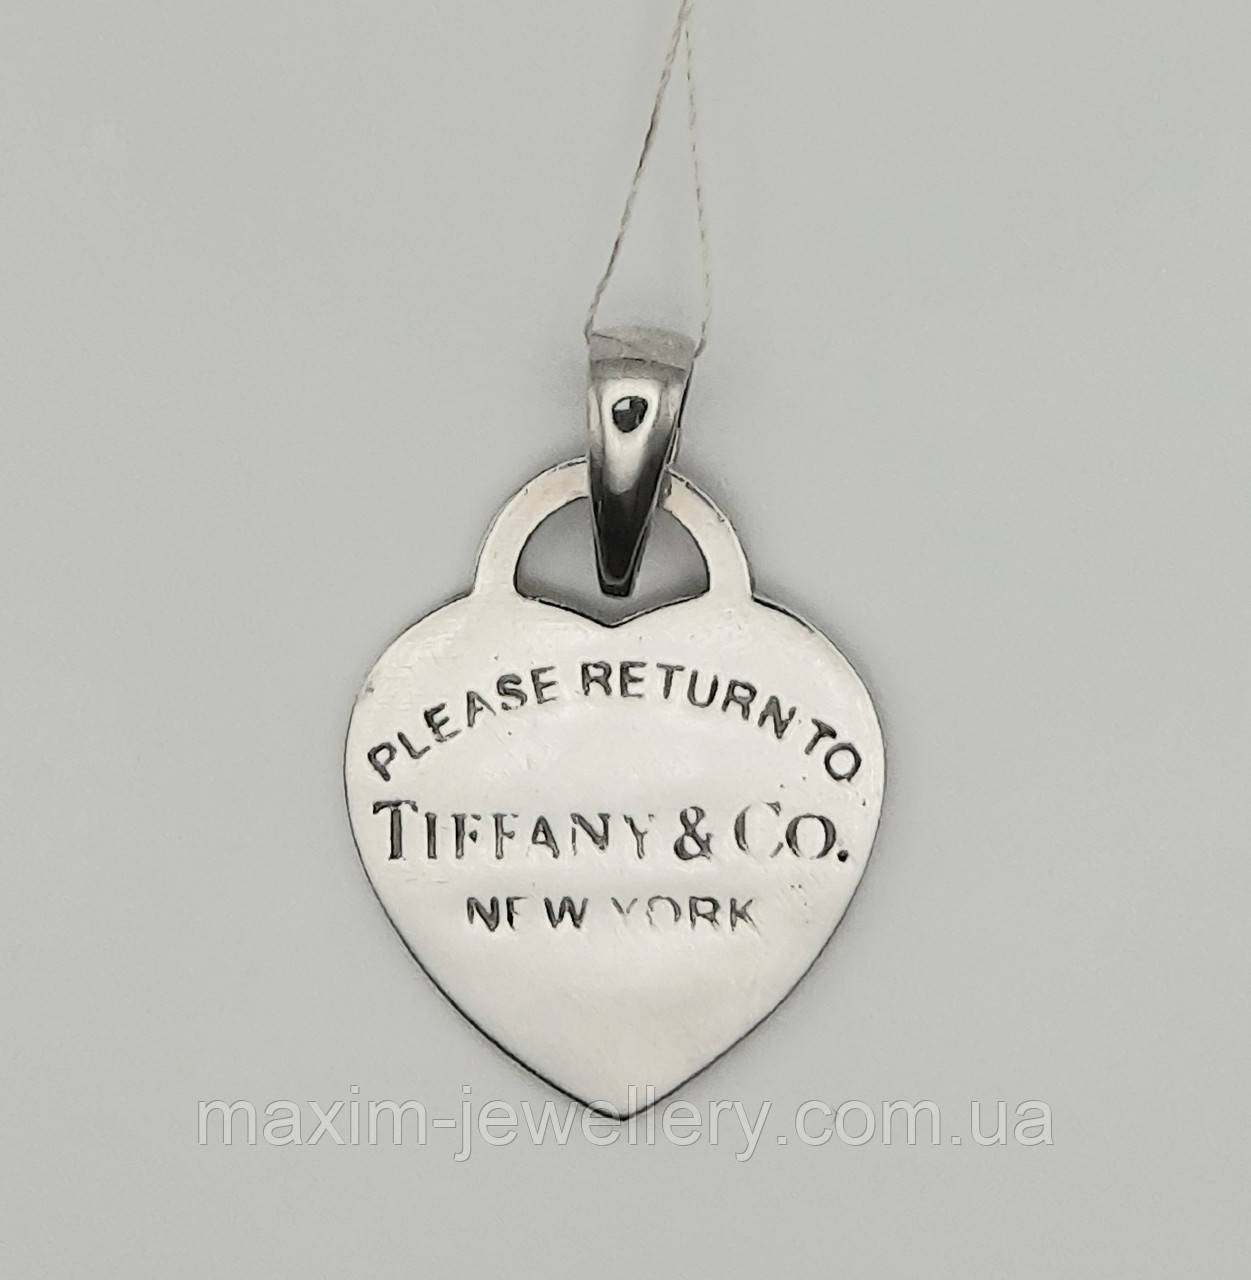 PLEASE RETURN TO
TIFFANY & CO.
NEW YORK
maxim-jewellery.com.ua